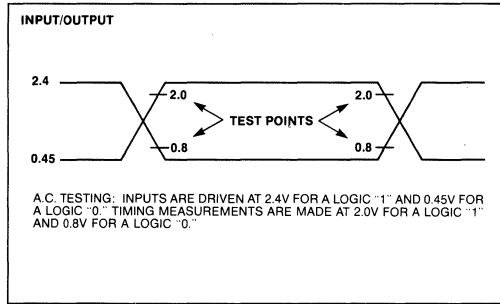 INPUT/OUTPUT
2.4
2.0
2.0
TEST POINTS
0.8
0.8
0.45
A.C. TESTING: INPUTS ARE DRIVEN AT 2.4V FOR A LOGIC "1" AND 0.45V FOR
A LOGIC "0." TIMING MEASUREMENTS ARE MADE AT 2.0V FOR A LOGIC "1"
AND 0.8V FOR A LOGIC "0."